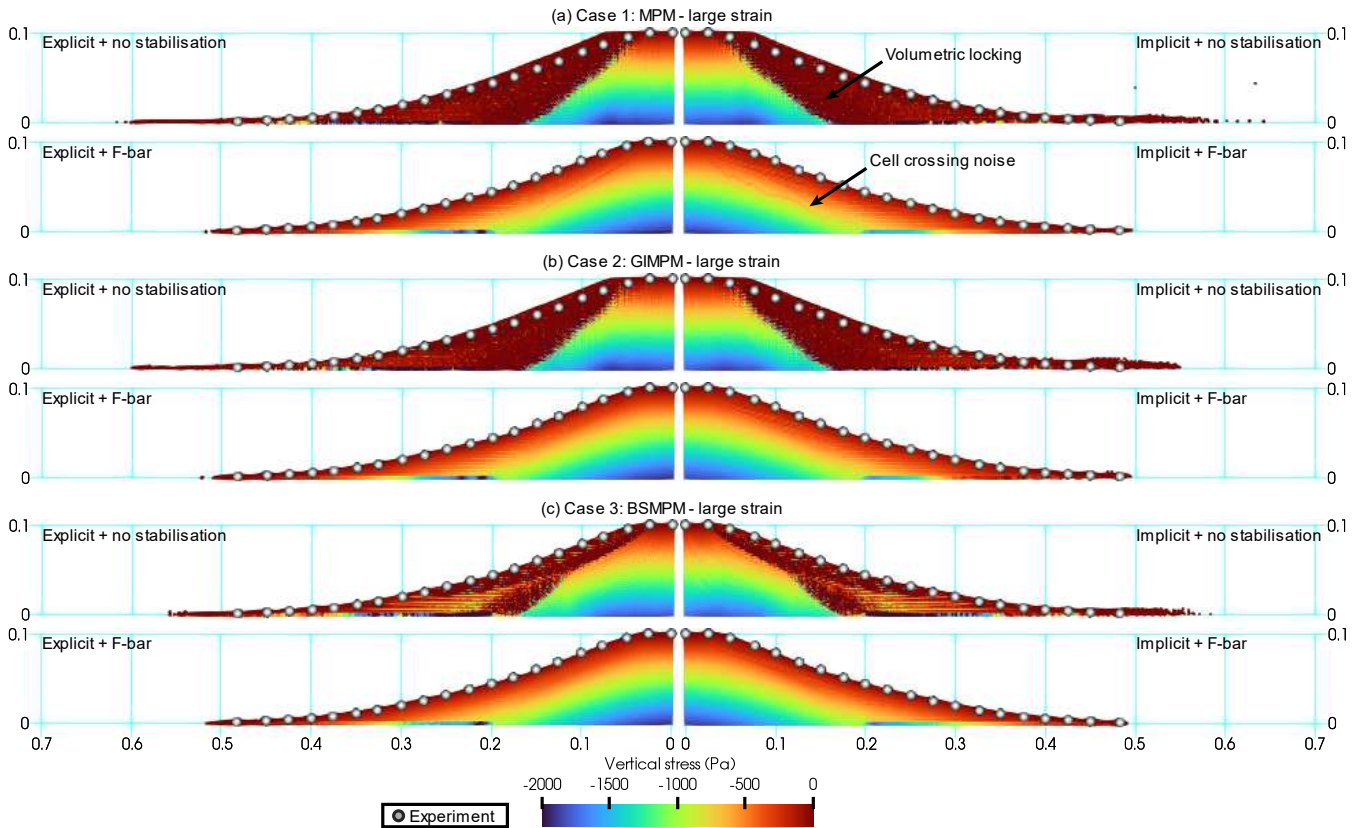 (a) Case 1: MPM - large strain
0.1 Explicit + no stabilisation Implicit + no stabilisation 0.1
Volumetric locking
0 0
0.1 0.1
Explicit + F-bar Implicit + F-bar
Cell crossing noise
0 0
(b) Case 2: GIMPM - large strain
0.1 Explicit + no stabilisation Implicit + no stabilisation 0.1
0 0
0.1 0.1
Explicit + F-bar Implicit + F-bar
0 0
(c) Case 3: BSMPM - large strain
0.1 Explicit + no stabilisation Implicit + no stabilisation 0.1
0 0
0.1 0.1
Explicit + F-bar Implicit + F-bar
0 0
0.7 0.6 0.5 0.4 0.3 0.2 0.1 0 0 0.1 0.2 0.3 0.4 0.5 0.6 0.7
Vertical stress (Pa)
-2000 -1500 -1000 -500 0
Experiment